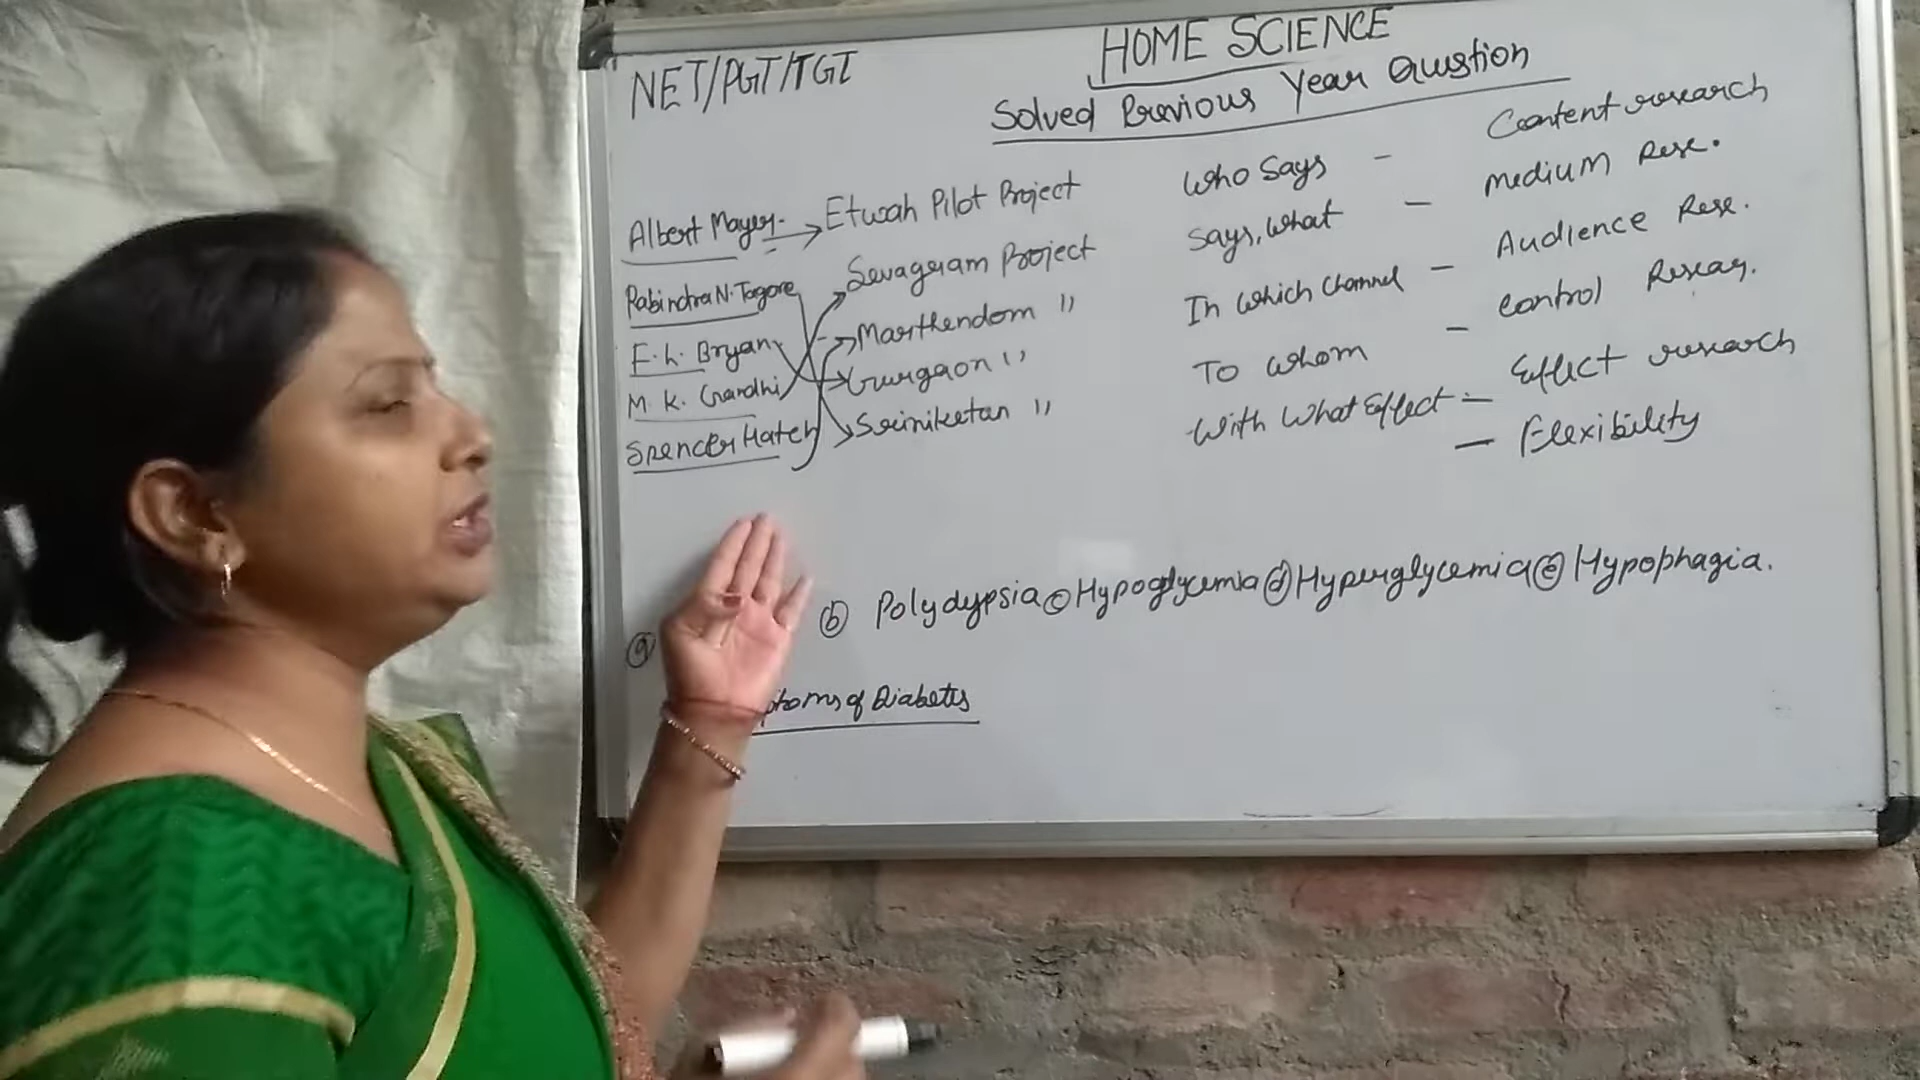 NET/PGT/TGT
HOME SCIENCE
Solved Previous Year Question
Albert Mayer
Rabindra N. Tagore
F. L. Bryan
M. K. Gandhi
Spencer Hatch
Etwah Pilot Project
Sevagram Project
Marthendom "
Gurgaon "
Sriniketan "
Who Says -
Says, What -
In Which Channel -
To Whom -
With What Effect -
-
Content research
Medium Rese.
Audience Rese.
Control Resear.
Effect research
Flexibility
(a)
(b) Polydypsia (c) Hypoglycemia (d) Hyperglycemia (e) Hypophagia.
of Diabetes